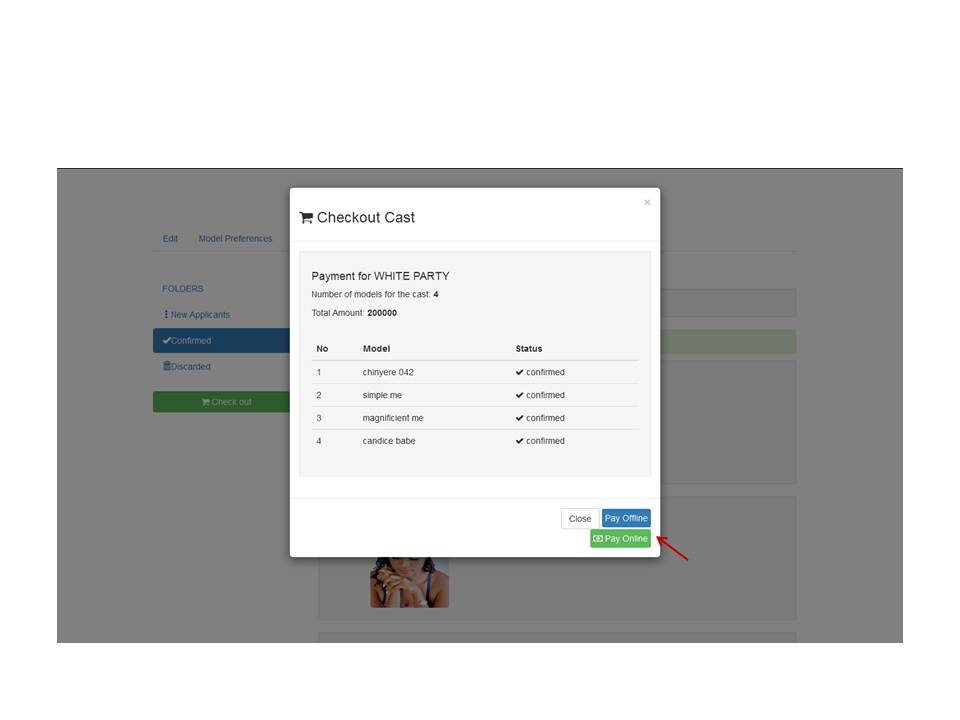 ×
Checkout Cast
Edit Model Preferences
Payment for WHITE PARTY
FOLDERS
Number of models for the cast: 4
New Applicants
Total Amount: 200000
Confirmed
No Model Status
Discarded
1 chinyere 042 confirmed
2 simple me confirmed
Check out
3 magnificient me confirmed
4 candice babe confirmed
Close Pay Offline
Pay Online